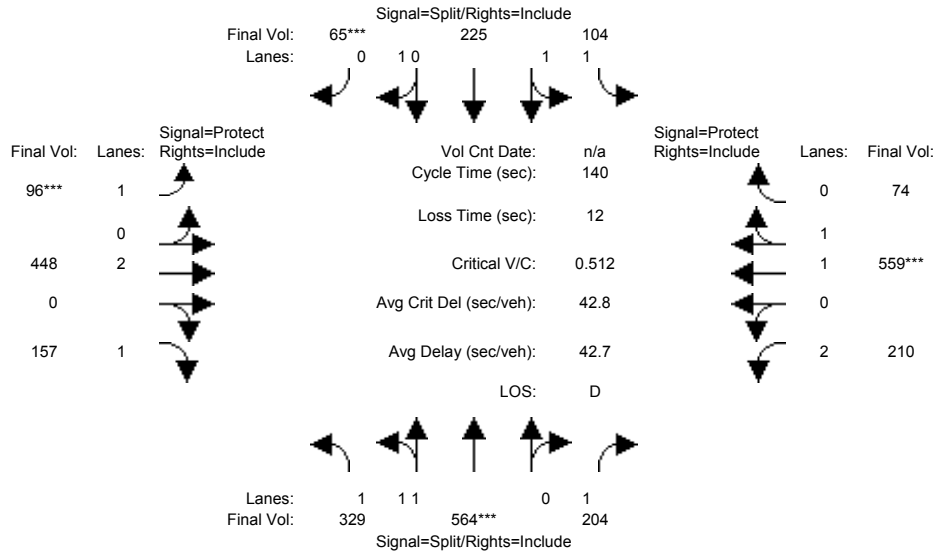 Signal=Split/Rights=Include
Final Vol: 65*** 225 104
Lanes: 0 1 0 1 1
Signal=Protect
Final Vol: Lanes: Rights=Include
Vol Cnt Date: n/a
Signal=Protect
Rights=Include Lanes: Final Vol:
Cycle Time (sec): 140
96*** 1
0 74
Loss Time (sec): 12
0
1
448 2
Critical V/C: 0.512
1 559***
0
Avg Crit Del (sec/veh): 42.8
0
157 1
Avg Delay (sec/veh): 42.7
2 210
LOS: D
Lanes: 1 1 1 0 1
Final Vol: 329 564*** 204
Signal=Split/Rights=Include